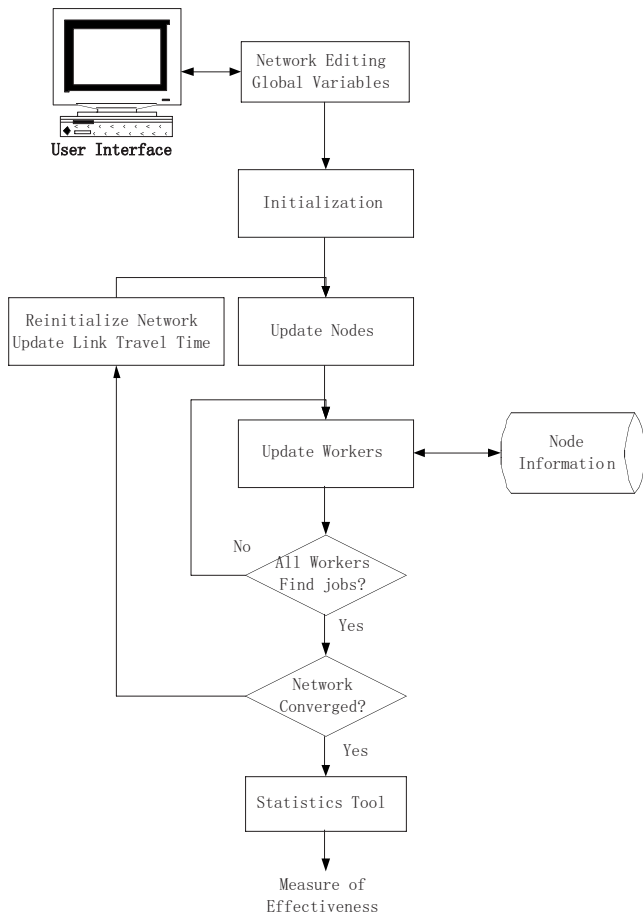 Network Editing
Global Variables
User Interface
Initialization
Reinitialize Network
Update Link Travel Time
Update Nodes
Update Workers
Node
Information
No
All Workers
Find jobs?
Yes
Network
Converged?
Yes
Statistics Tool
Measure of
Effectiveness